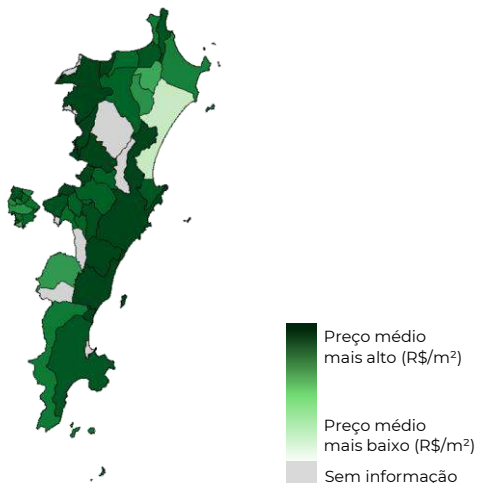 Preço médio
mais alto (R$/m²)
Preço médio
mais baixo (R$/m²)
Sem informação